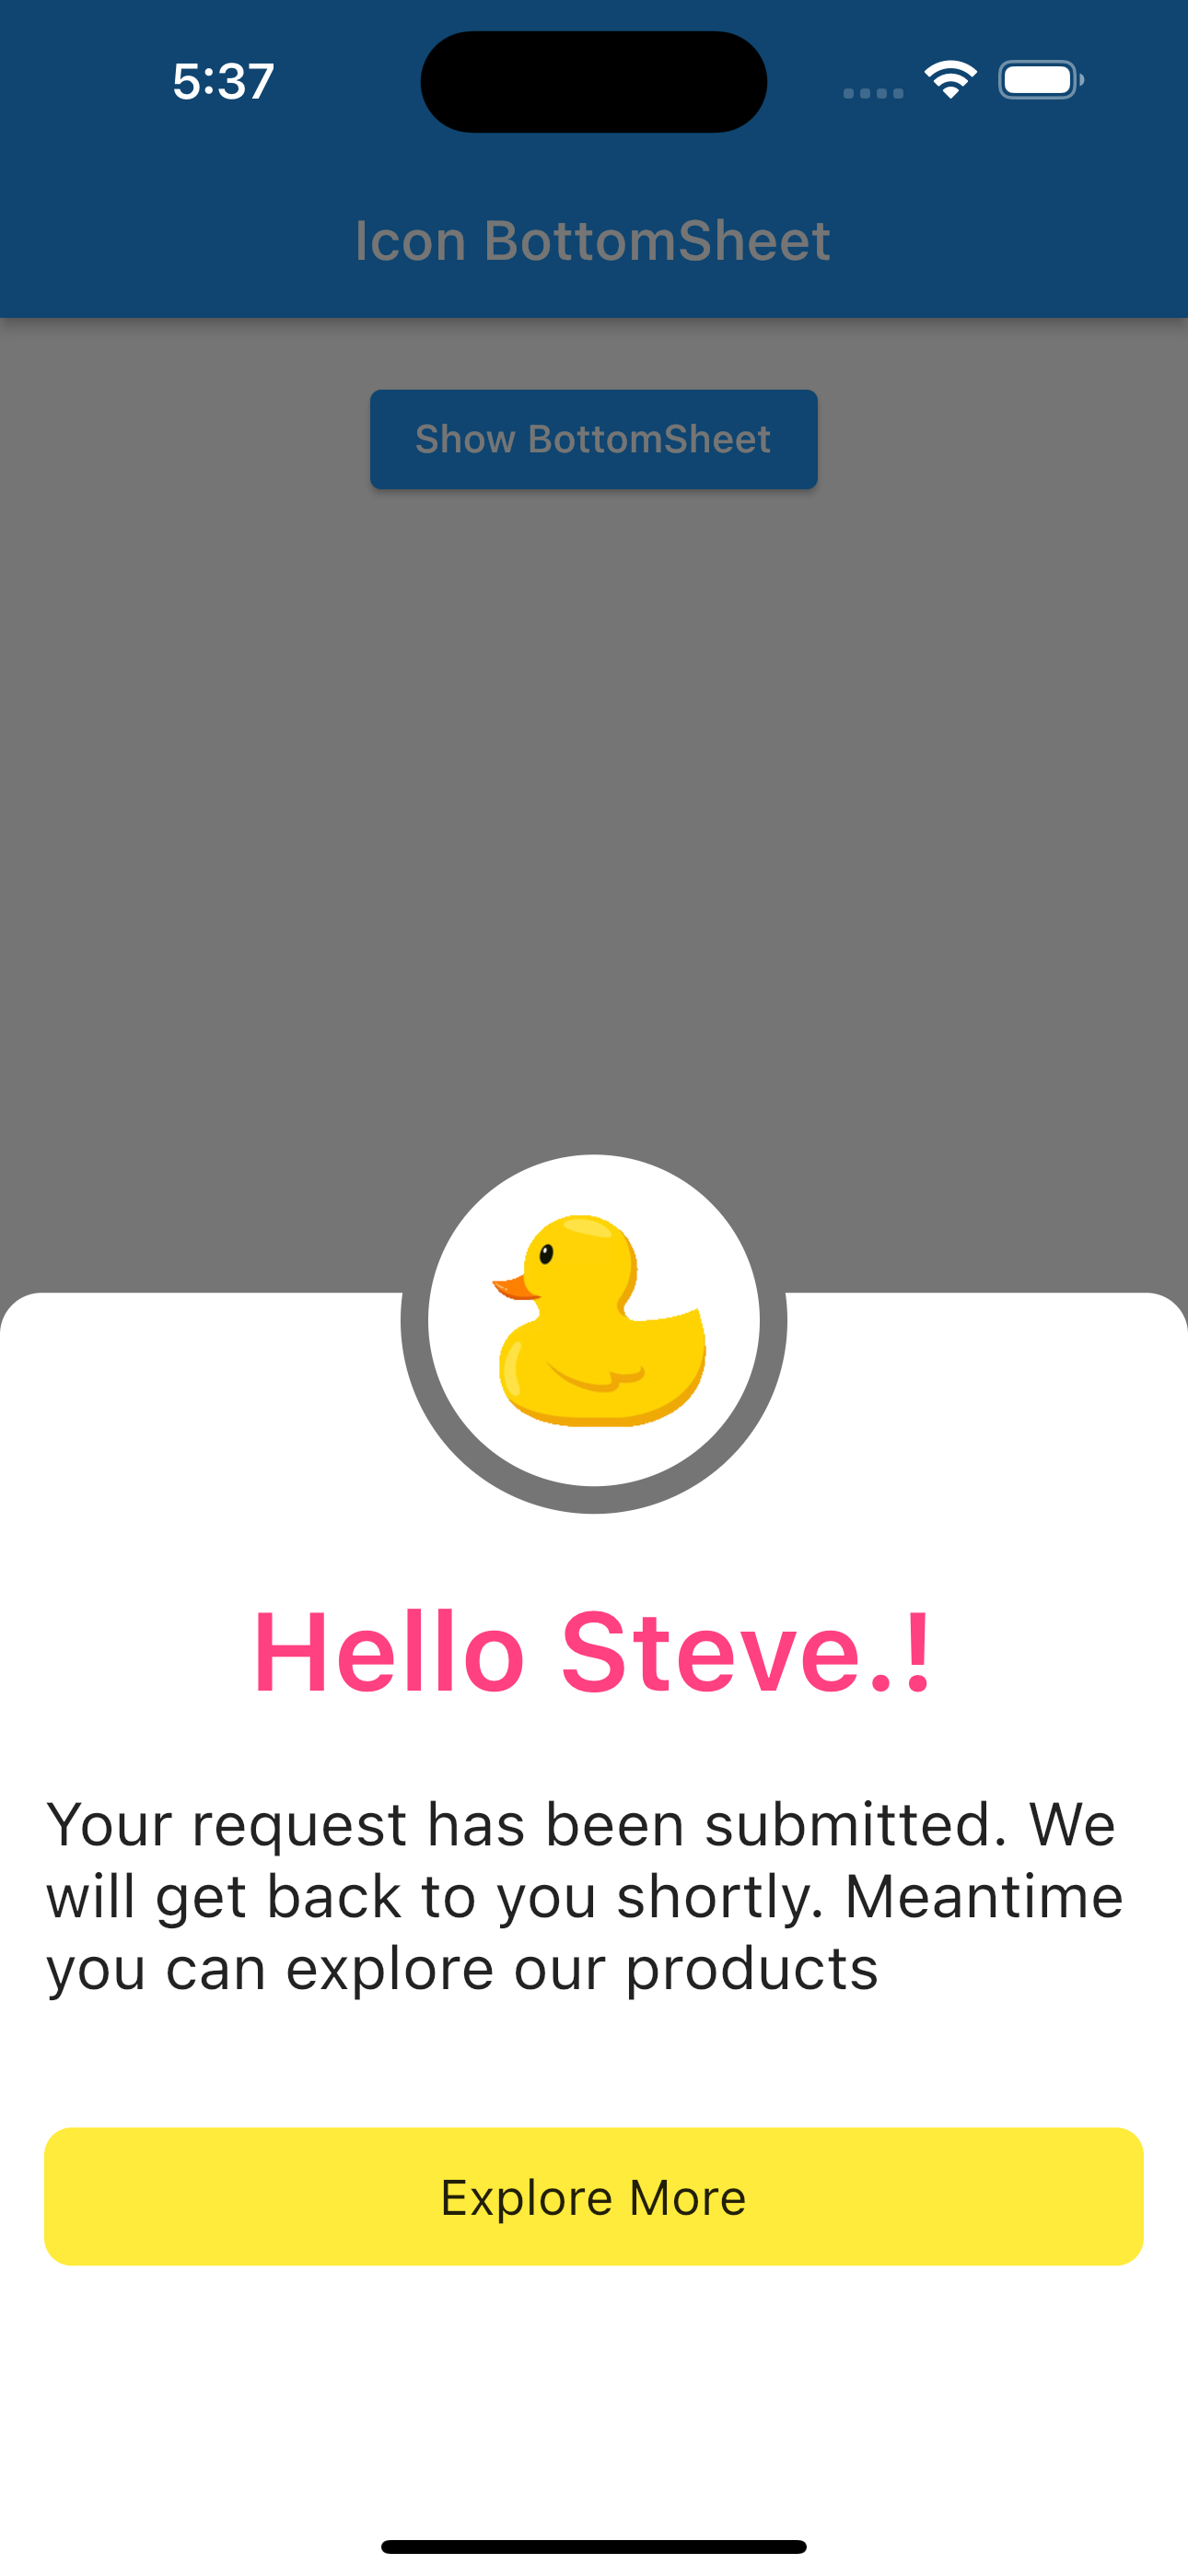 5:37
Icon BottomSheet
Show BottomSheet
Hello Steve.!
Your request has been submitted. We
will get back to you shortly. Meantime
you can explore our products
Explore More